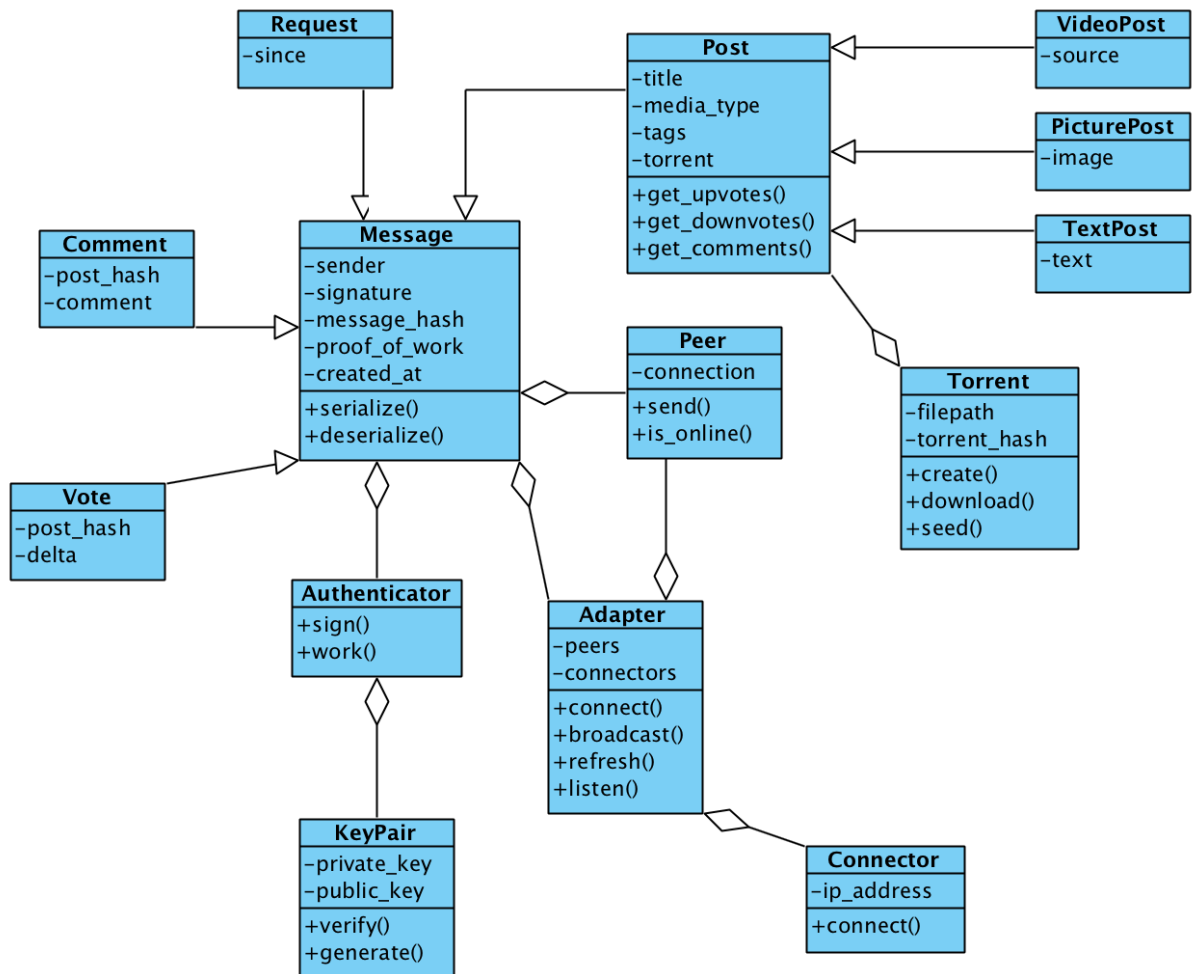 Request
-since
Post
-title
-media_type
-tags
-torrent
+get_upvotes()
+get_downvotes()
+get_comments()
VideoPost
-source
PicturePost
-image
TextPost
-text
Comment
-post_hash
-comment
Message
-sender
-signature
-message_hash
-proof_of_work
-created_at
+serialize()
+deserialize()
Peer
-connection
+send()
+is_online()
Torrent
-filepath
-torrent_hash
+create()
+download()
+seed()
Vote
-post_hash
-delta
Authenticator
+sign()
+work()
Adapter
-peers
-connectors
+connect()
+broadcast()
+refresh()
+listen()
KeyPair
-private_key
-public_key
+verify()
+generate()
Connector
-ip_address
+connect()